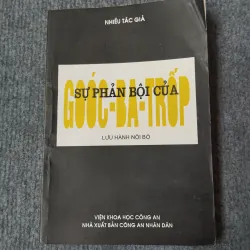 NHIỀU TÁC GIẢ
SỰ PHẢN BỘI CỦA
GOÓC-BA-TRỐP
LƯU HÀNH NỘI BỘ
VIỆN KHOA HỌC CÔNG AN
NHÀ XUẤT BẢN CÔNG AN NHÂN DÂN